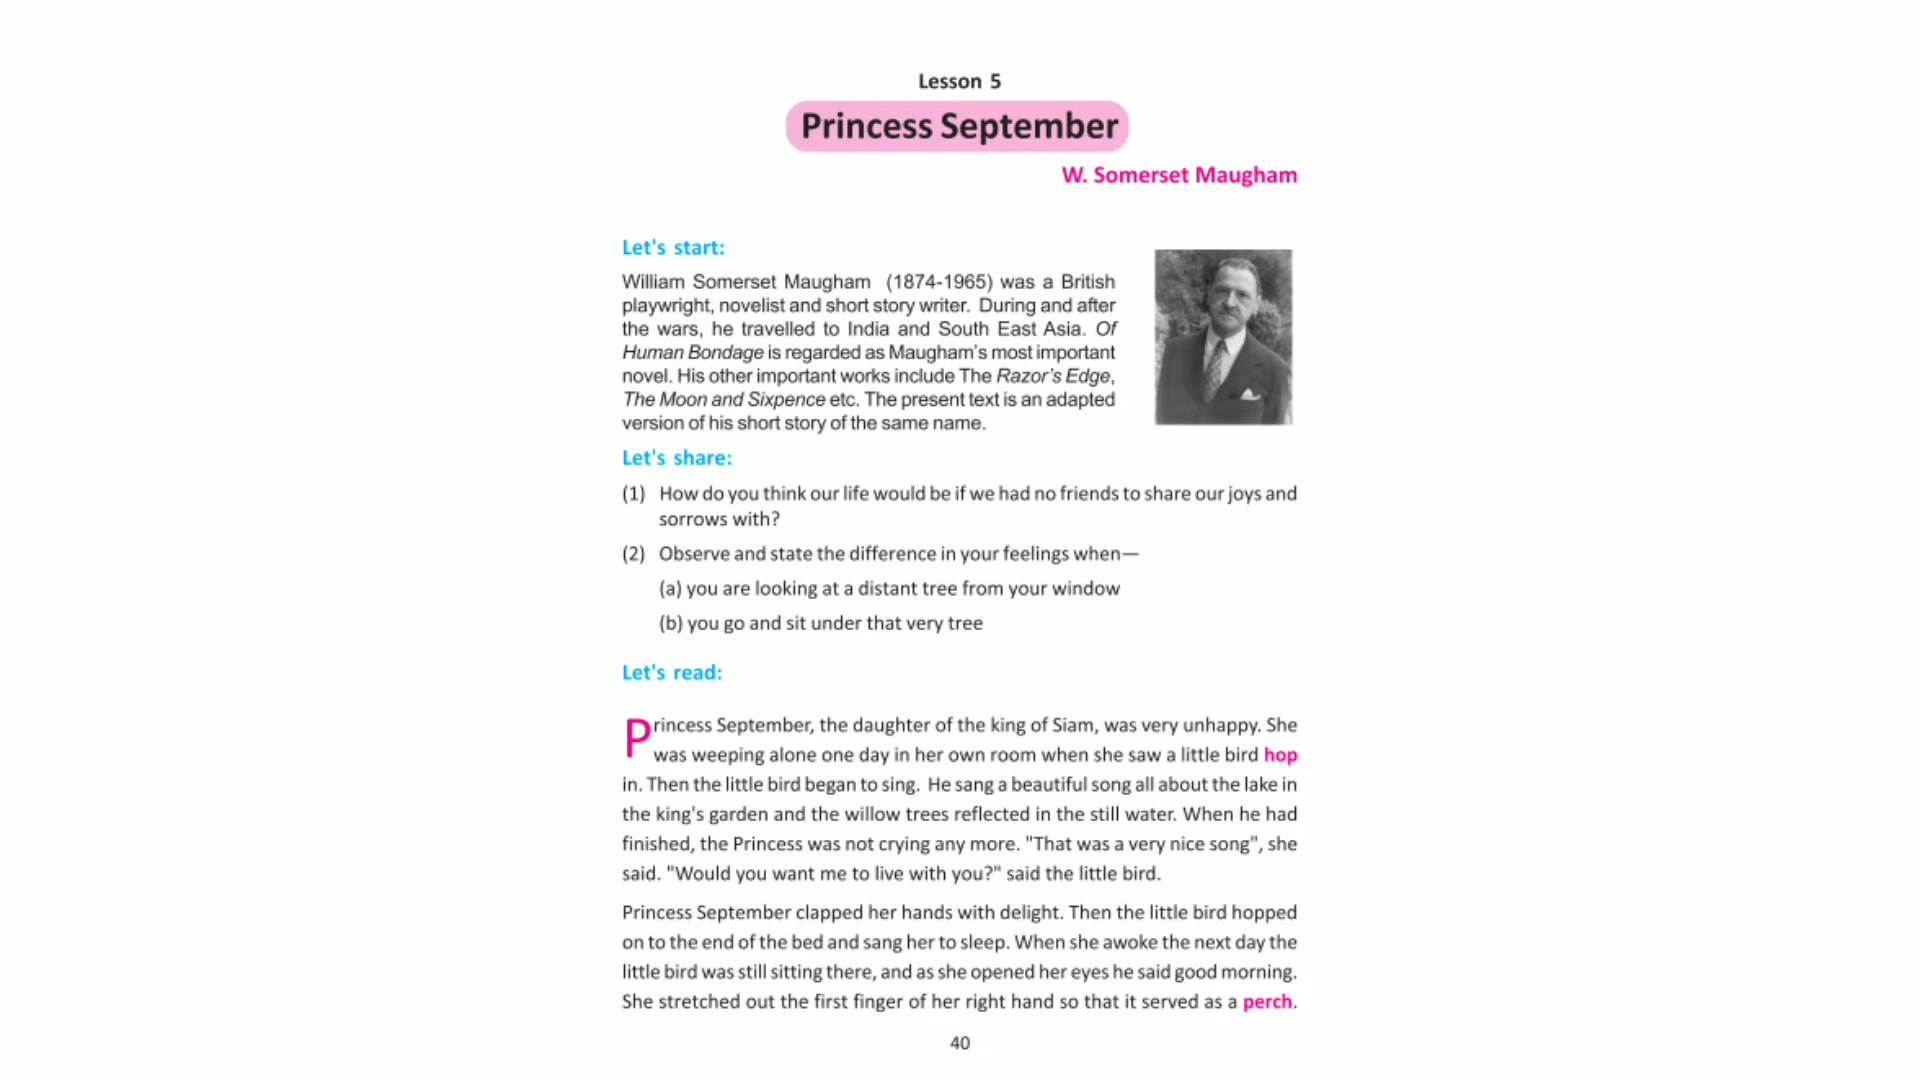 Lesson 5
Princess September
W. Somerset Maugham
Let's start:
William Somerset Maugham (1874-1965) was a British
playwright, novelist and short story writer. During and after
the wars, he travelled to India and South East Asia. Of
Human Bondage is regarded as Maugham's most important
novel. His other important works include The Razor's Edge,
The Moon and Sixpence etc. The present text is an adapted
version of his short story of the same name.
Let's share:
(1) How do you think our life would be if we had no friends to share our joys and
sorrows with?
(2) Observe and state the difference in your feelings when—
(a) you are looking at a distant tree from your window
(b) you go and sit under that very tree
Let's read:
Princess September, the daughter of the king of Siam, was very unhappy. She
was weeping alone one day in her own room when she saw a little bird hop
in. Then the little bird began to sing. He sang a beautiful song all about the lake in
the king's garden and the willow trees reflected in the still water. When he had
finished, the Princess was not crying any more. "That was a very nice song", she
said. "Would you want me to live with you?" said the little bird.
Princess September clapped her hands with delight. Then the little bird hopped
on to the end of the bed and sang her to sleep. When she awoke the next day the
little bird was still sitting there, and as she opened her eyes he said good morning.
She stretched out the first finger of her right hand so that it served as a perch.
40